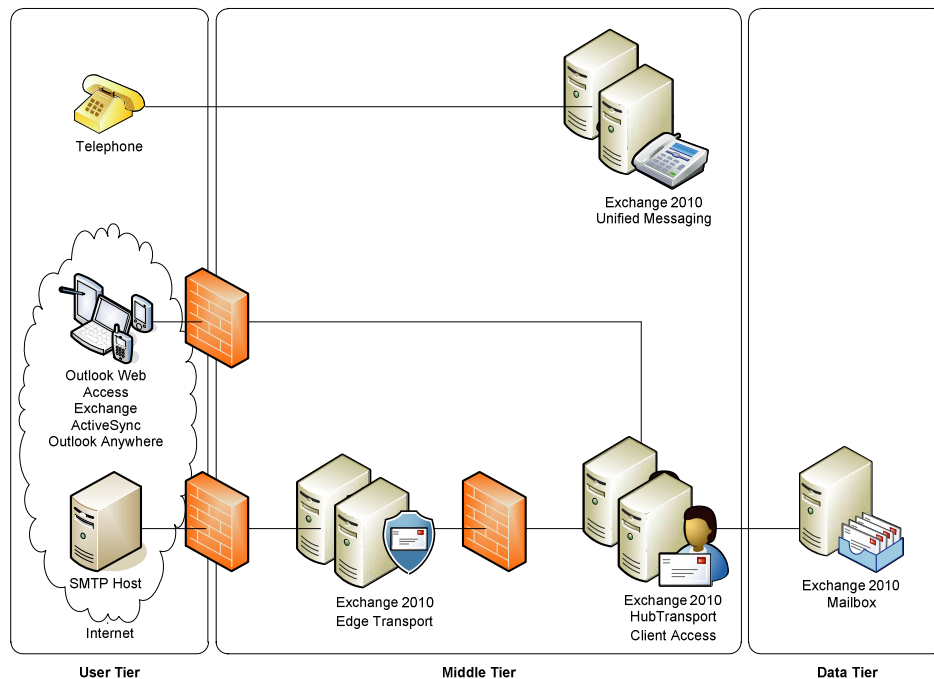 Telephone
Exchange 2010
Unified Messaging
Outlook Web
Access
Exchange
ActiveSync
Outlook Anywhere
SMTP Host
Internet
Exchange 2010
Edge Transport
Exchange 2010
HubTransport
Client Access
Exchange 2010
Mailbox
User Tier
Middle Tier
Data Tier